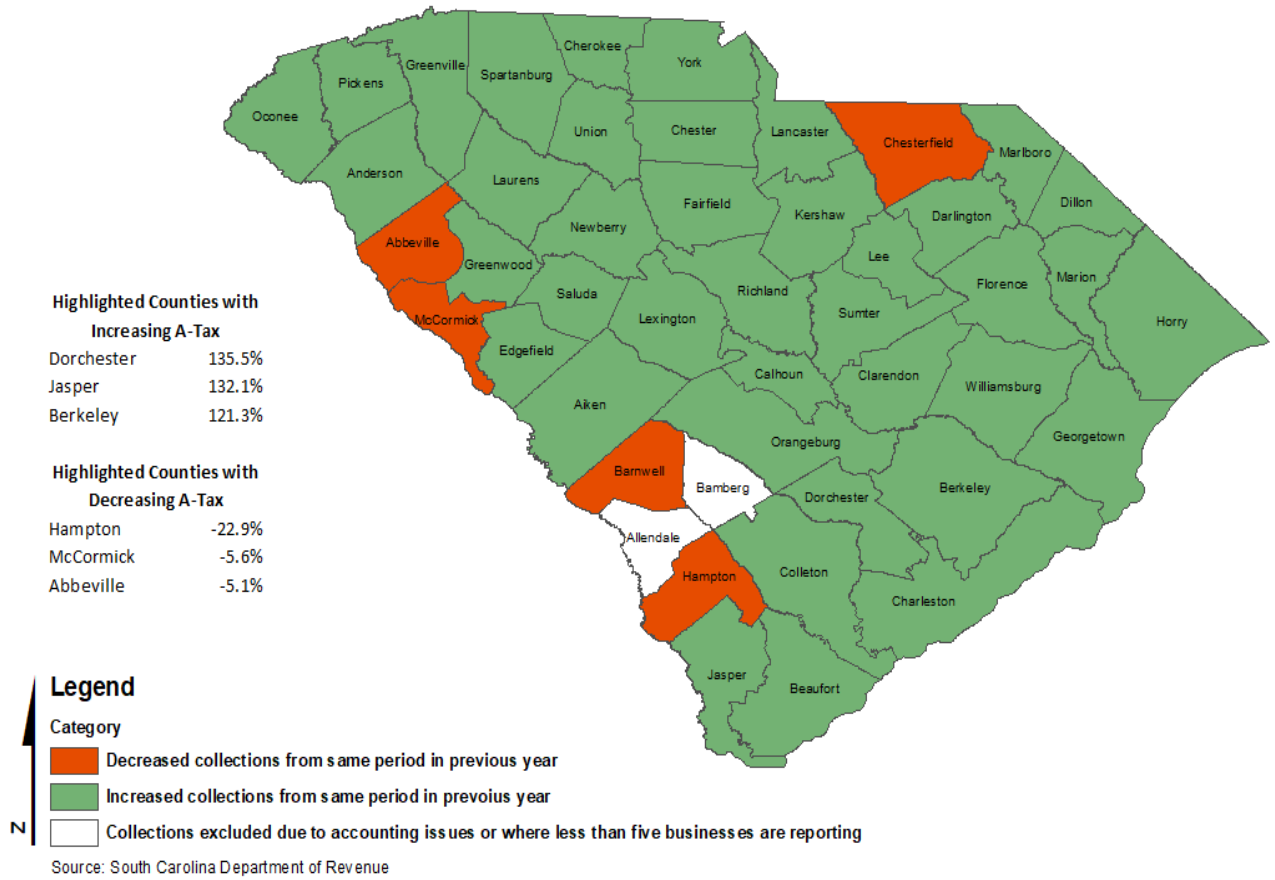 Cherokee
York
Greenville
Spartanburg
Pickens
Oconee
Union
Chester
Lancaster
Chesterfield
Marlboro
Anderson
Laurens
Fairfield
Kershaw
Darlington
Dillon
Newberry
Abbeville
Greenwood
Lee
Marion
Florence
Richland
Saluda
Sumter
Lexington
McCormick
Horry
Edgefield
Calhoun
Clarendon
Williamsburg
Aiken
Orangeburg
Georgetown
Barnwell
Bamberg
Dorchester
Berkeley
Allendale
Hampton
Colleton
Charleston
Jasper
Beaufort
Highlighted Counties with
Increasing A-Tax
Dorchester 135.5%
Jasper 132.1%
Berkeley 121.3%
Highlighted Counties with
Decreasing A-Tax
Hampton -22.9%
McCormick -5.6%
Abbeville -5.1%
Legend
Category
Decreased collections from same period in previous year
Increased collections from same period in prevoius year
Collections excluded due to accounting issues or where less than five businesses are reporting
N
Source: South Carolina Department of Revenue